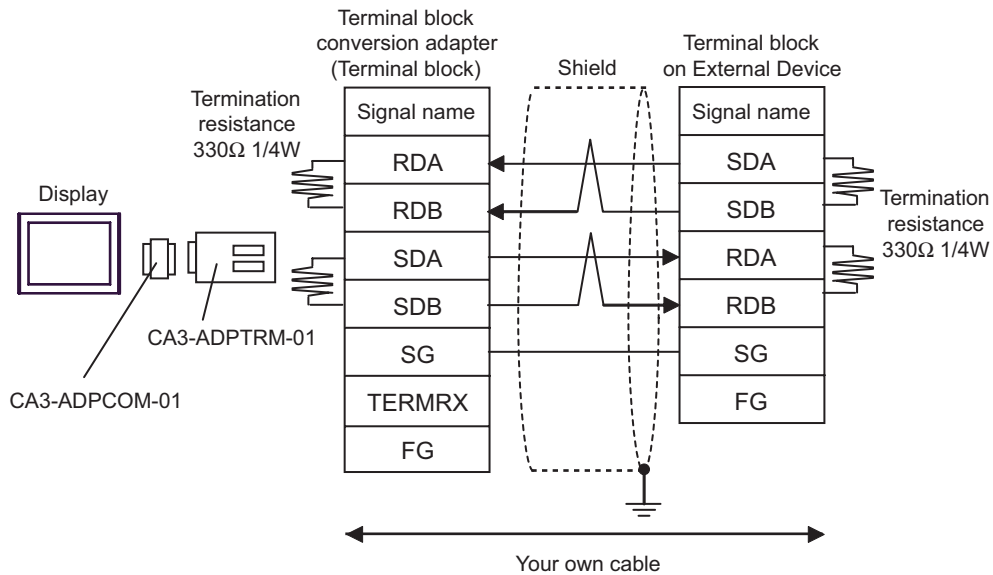 Terminal block
conversion adapter
(Terminal block)
Shield
Terminal block
on External Device
Termination
resistance
330Ω 1/4W
Display
CA3-ADPTRM-01
CA3-ADPCOM-01
Signal name
RDA
RDB
SDA
SDB
SG
TERMRX
FG
Signal name
SDA
SDB
RDA
RDB
SG
FG
Termination
resistance
330Ω 1/4W
Your own cable